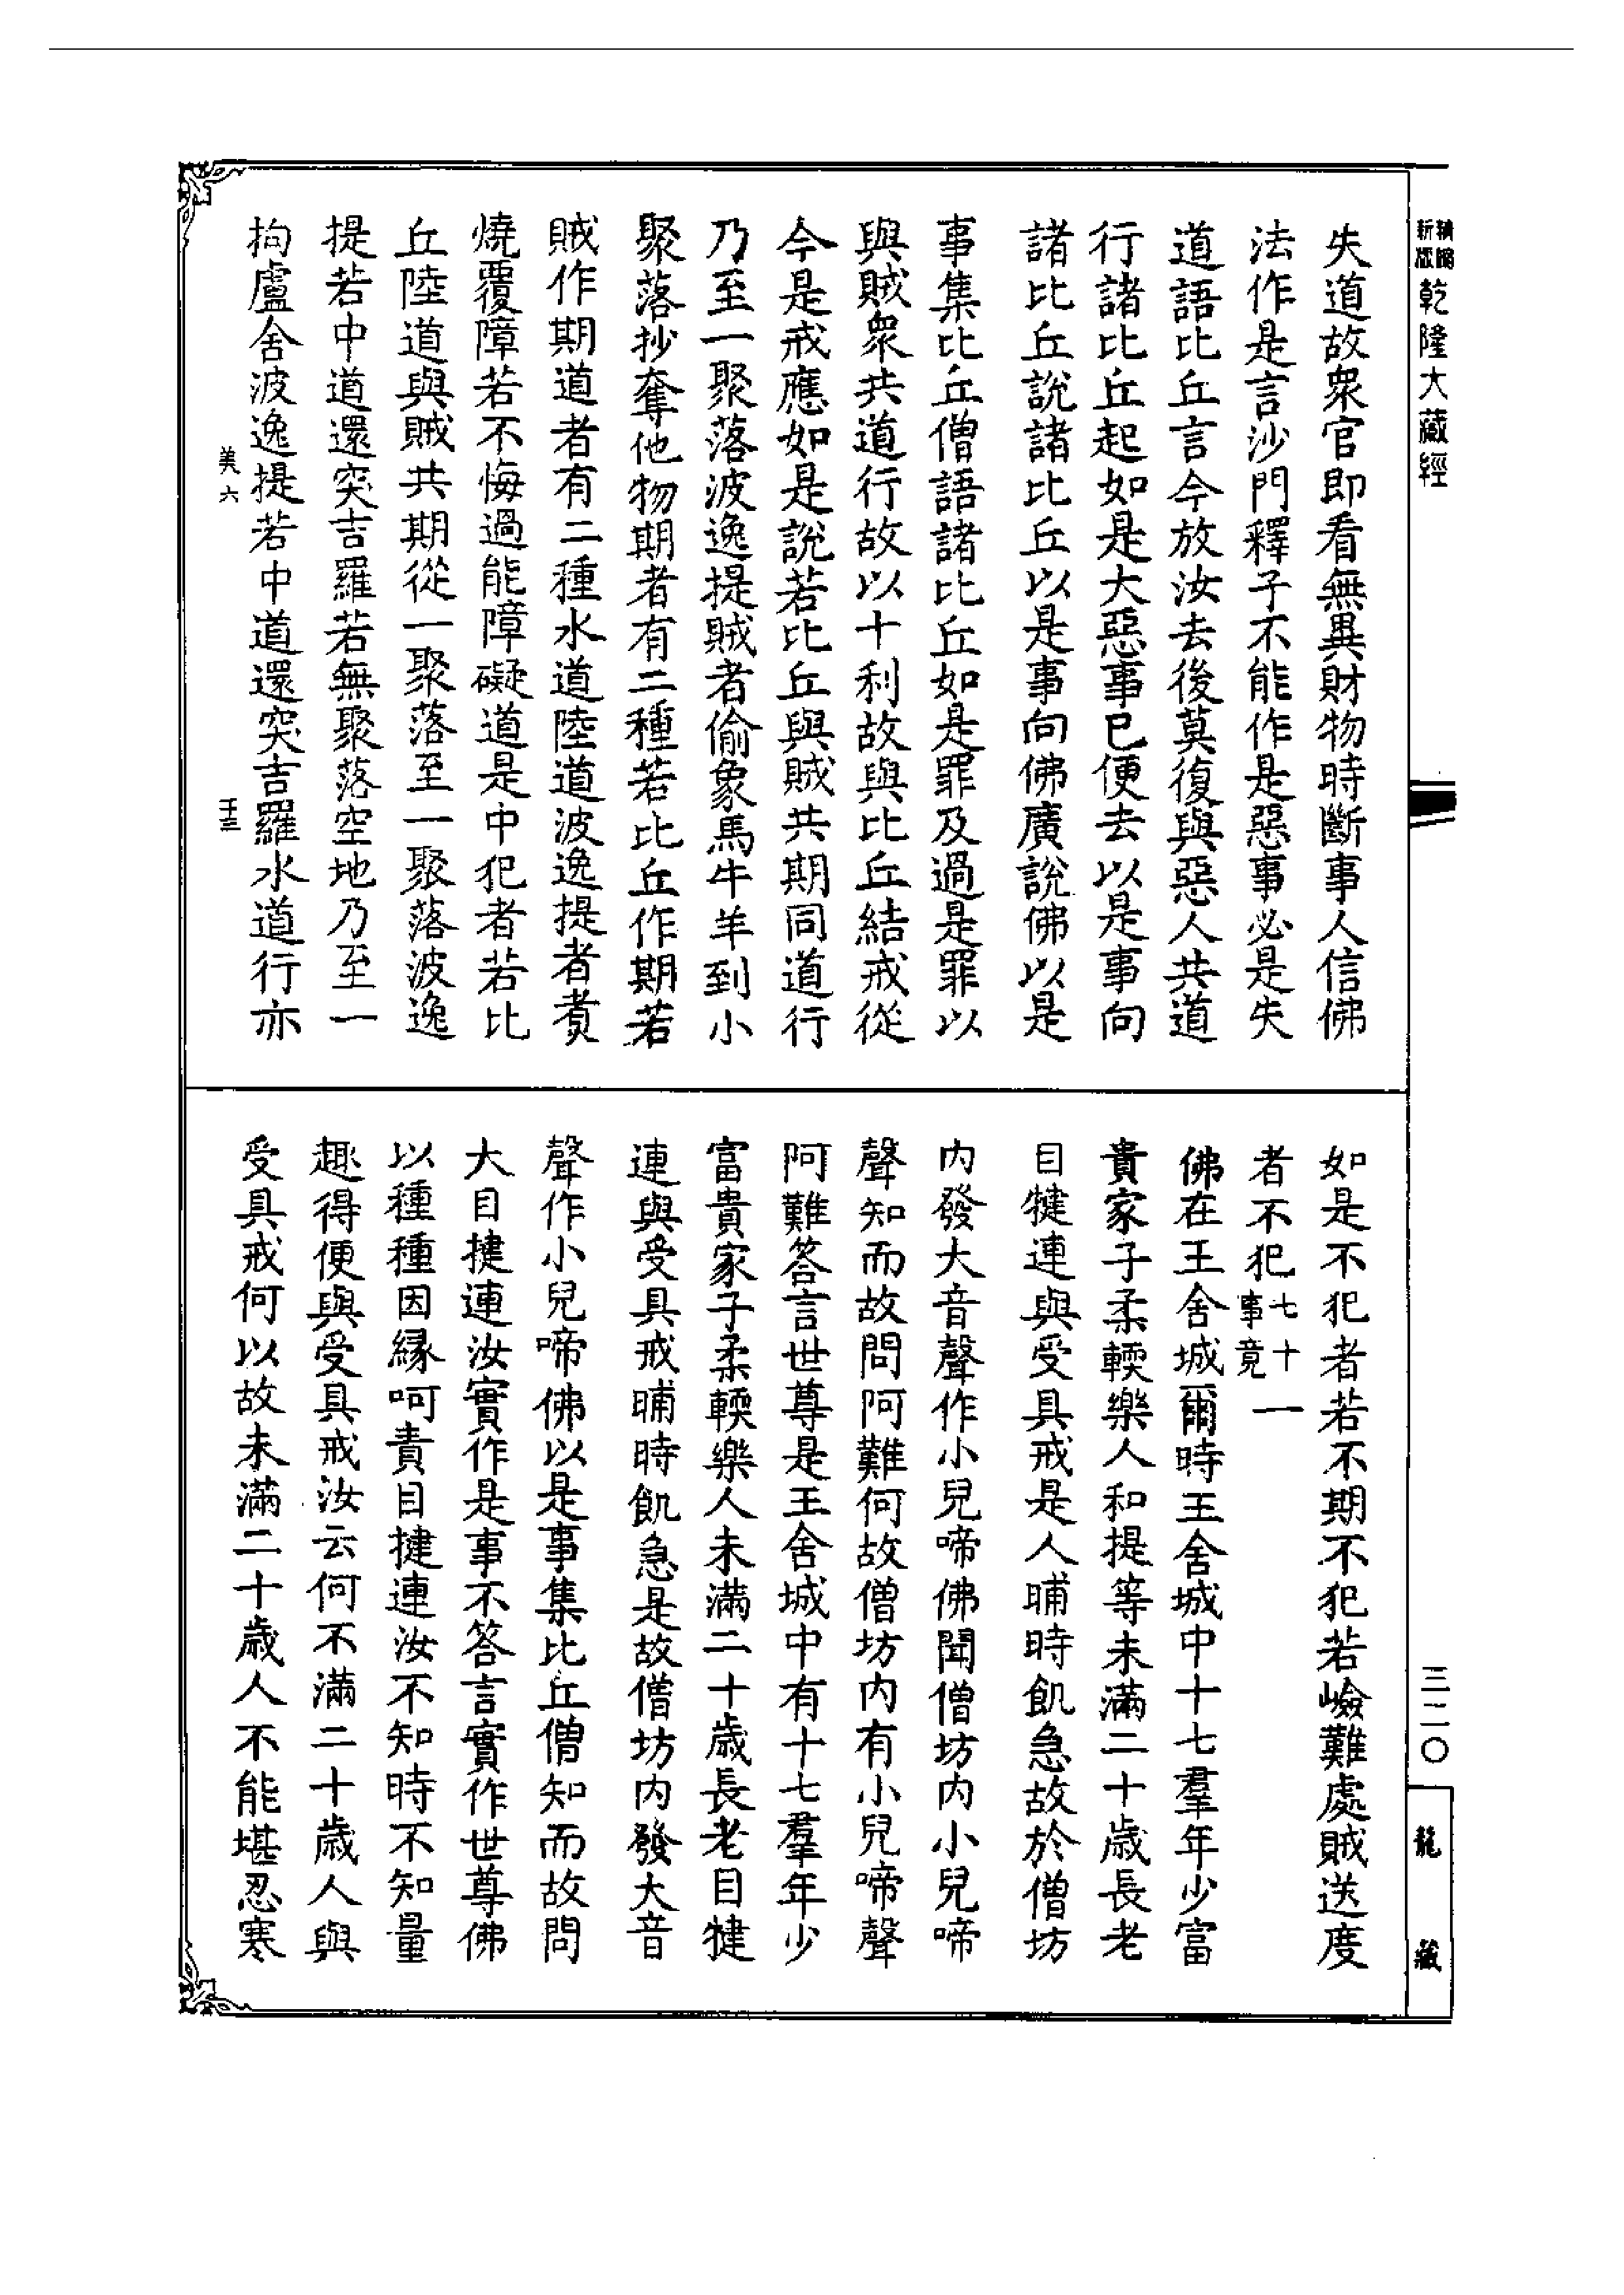 乾隆大藏經
三二〇
龍藏
失道故眾官即看無異財物時斷事人信佛
法作是言沙門釋子不能作是惡事必是失
道語比丘言今放汝去後莫復與惡人共道
行諸比丘起如是大惡事已便去以是事向
諸比丘說諸比丘以是事向佛廣說佛以是
事集比丘僧語諸比丘如是罪及過是罪以
與賊眾共道行故以十利故與比丘結戒從
今是戒應如是說若比丘與賊共期同道行
乃至一聚落波逸提賊者偷象馬牛羊到小
聚落抄奪他物期者有二種若比丘作期若
賊作期道者有二種水道陸道波逸提者煑
燒覆障若不悔過能障礙道是中犯者若比
丘陸道與賊共期從一聚落至一聚落波逸
提若中道還突吉羅若無聚落空地乃至一
拘盧舍波逸提若中道還突吉羅水道行亦
美六
十三
如是不犯者若不期不犯若嶮難處賊送度
者不犯七十一事竟
佛在王舍城爾時王舍城中十七羣年少富
貴家子柔輭樂人和提等未滿二十歲長老
目犍連與受具戒是人晡時飢急故於僧坊
內發大音聲作小兒啼佛聞僧坊內小兒啼
聲知而故問阿難何故僧坊內有小兒啼聲
阿難答言世尊是王舍城中有十七羣年少
富貴家子柔輭樂人未滿二十歲長老目犍
連與受具戒晡時飢急是故僧坊內發大音
聲作小兒啼佛以是事集比丘僧知而故問
大目揵連汝實作是事不答言實作世尊佛
以種種因緣呵責目揵連汝不知時不知量
趣得便與受具戒汝云何不滿二十歲人與
受具戒何以故未滿二十歲人不能堪忍寒